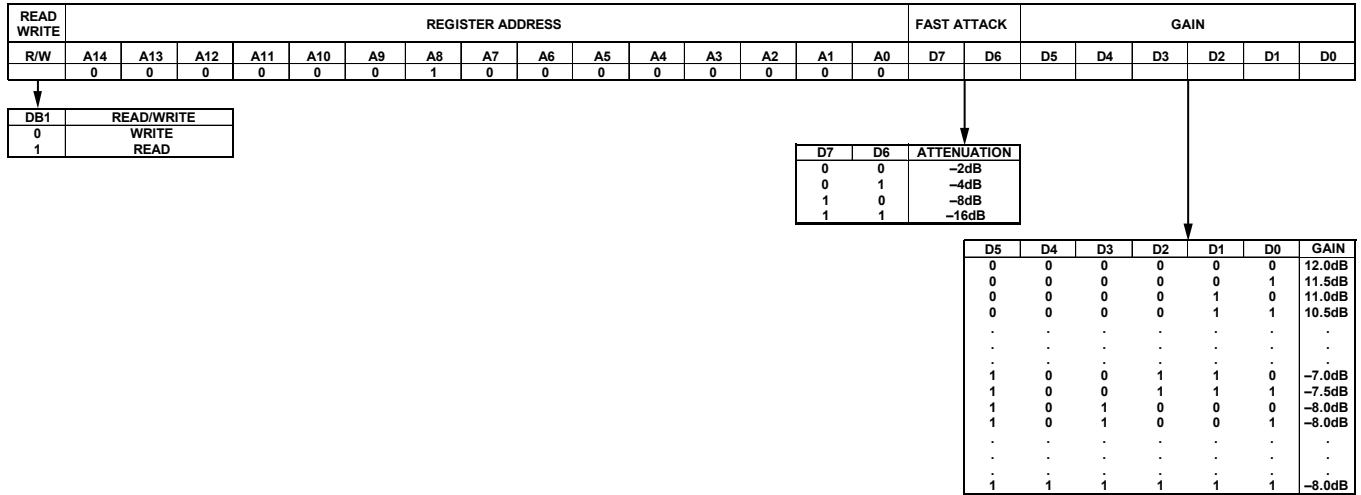 READ WRITE REGISTER ADDRESS FAST ATTACK GAIN
R/W A14 A13 A12 A11 A10 A9 A8 A7 A6 A5 A4 A3 A2 A1 A0 D7 D6 D5 D4 D3 D2 D1 D0
0 0 0 0 0 0 1 0 0 0 0 0 0 0 0
DB1 READ/WRITE
0 WRITE
1 READ
D7 D6 ATTENUATION
0 0 –2dB
0 1 –4dB
1 0 –8dB
1 1 –16dB
D5 D4 D3 D2 D1 D0 GAIN
0 0 0 0 0 0 12.0dB
0 0 0 0 0 1 11.5dB
0 0 0 0 1 0 11.0dB
0 0 0 0 1 1 10.5dB
. . . . . . .
. . . . . . .
. . . . . . .
1 0 0 1 1 0 –7.0dB
1 0 0 1 1 1 –7.5dB
1 0 1 0 0 0 –8.0dB
1 0 1 0 0 1 –8.0dB
. . . . . . .
. . . . . . .
. . . . . . .
1 1 1 1 1 1 –8.0dB